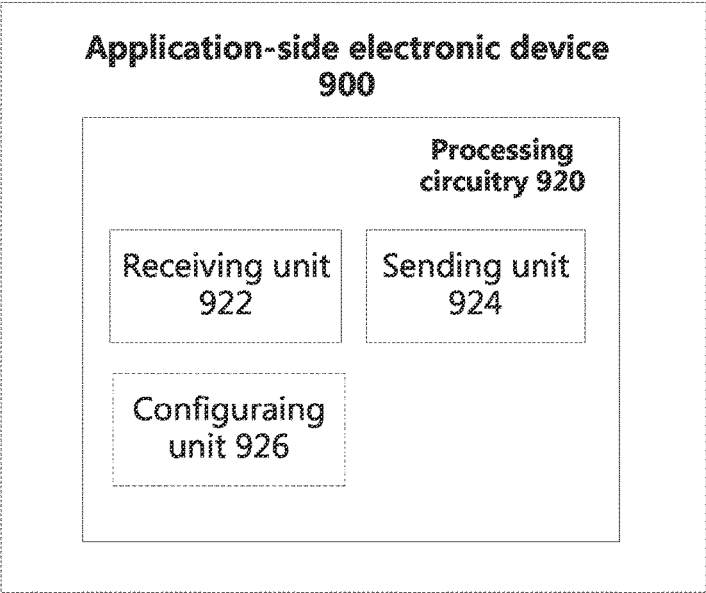 Application-side electronic device
900
Processing
circuitry 920
Receiving unit
922
Sending unit
924
Configuraing
unit 926